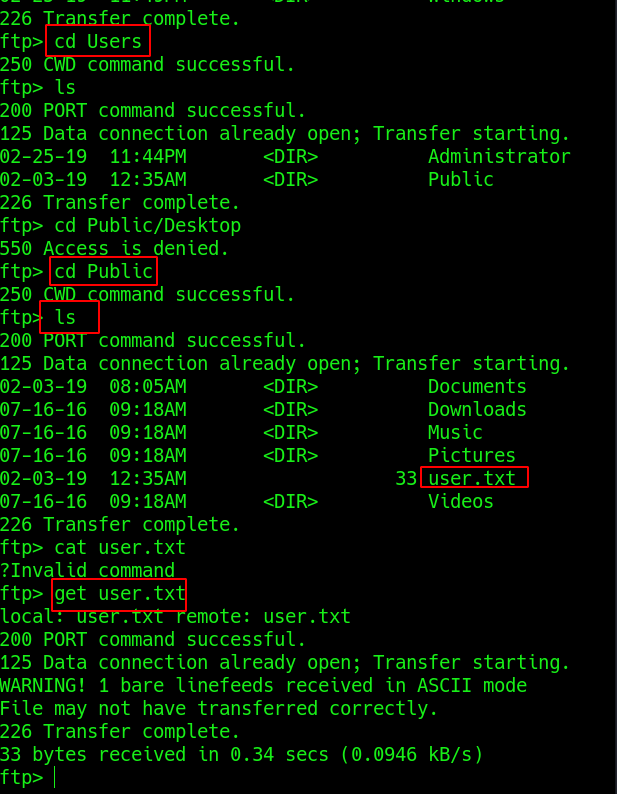 226 Transfer complete.
ftp> cd Users
250 CWD command successful.
ftp> ls
200 PORT command successful.
125 Data connection already open; Transfer starting.
02-25-19  11:44PM       <DIR>          Administrator
02-03-19  12:35AM       <DIR>          Public
226 Transfer complete.
ftp> cd Public/Desktop
550 Access is denied.
ftp> cd Public
250 CWD command successful.
ftp> ls
200 PORT command successful.
125 Data connection already open; Transfer starting.
02-03-19  08:05AM       <DIR>          Documents
07-16-16  09:18AM       <DIR>          Downloads
07-16-16  09:18AM       <DIR>          Music
07-16-16  09:18AM       <DIR>          Pictures
02-03-19  12:35AM                   33 user.txt
07-16-16  09:18AM       <DIR>          Videos
226 Transfer complete.
ftp> cat user.txt
?Invalid command
ftp> get user.txt
local: user.txt remote: user.txt
200 PORT command successful.
125 Data connection already open; Transfer starting.
WARNING! 1 bare linefeeds received in ASCII mode
File may not have transferred correctly.
226 Transfer complete.
33 bytes received in 0.34 secs (0.0946 kB/s)
ftp>